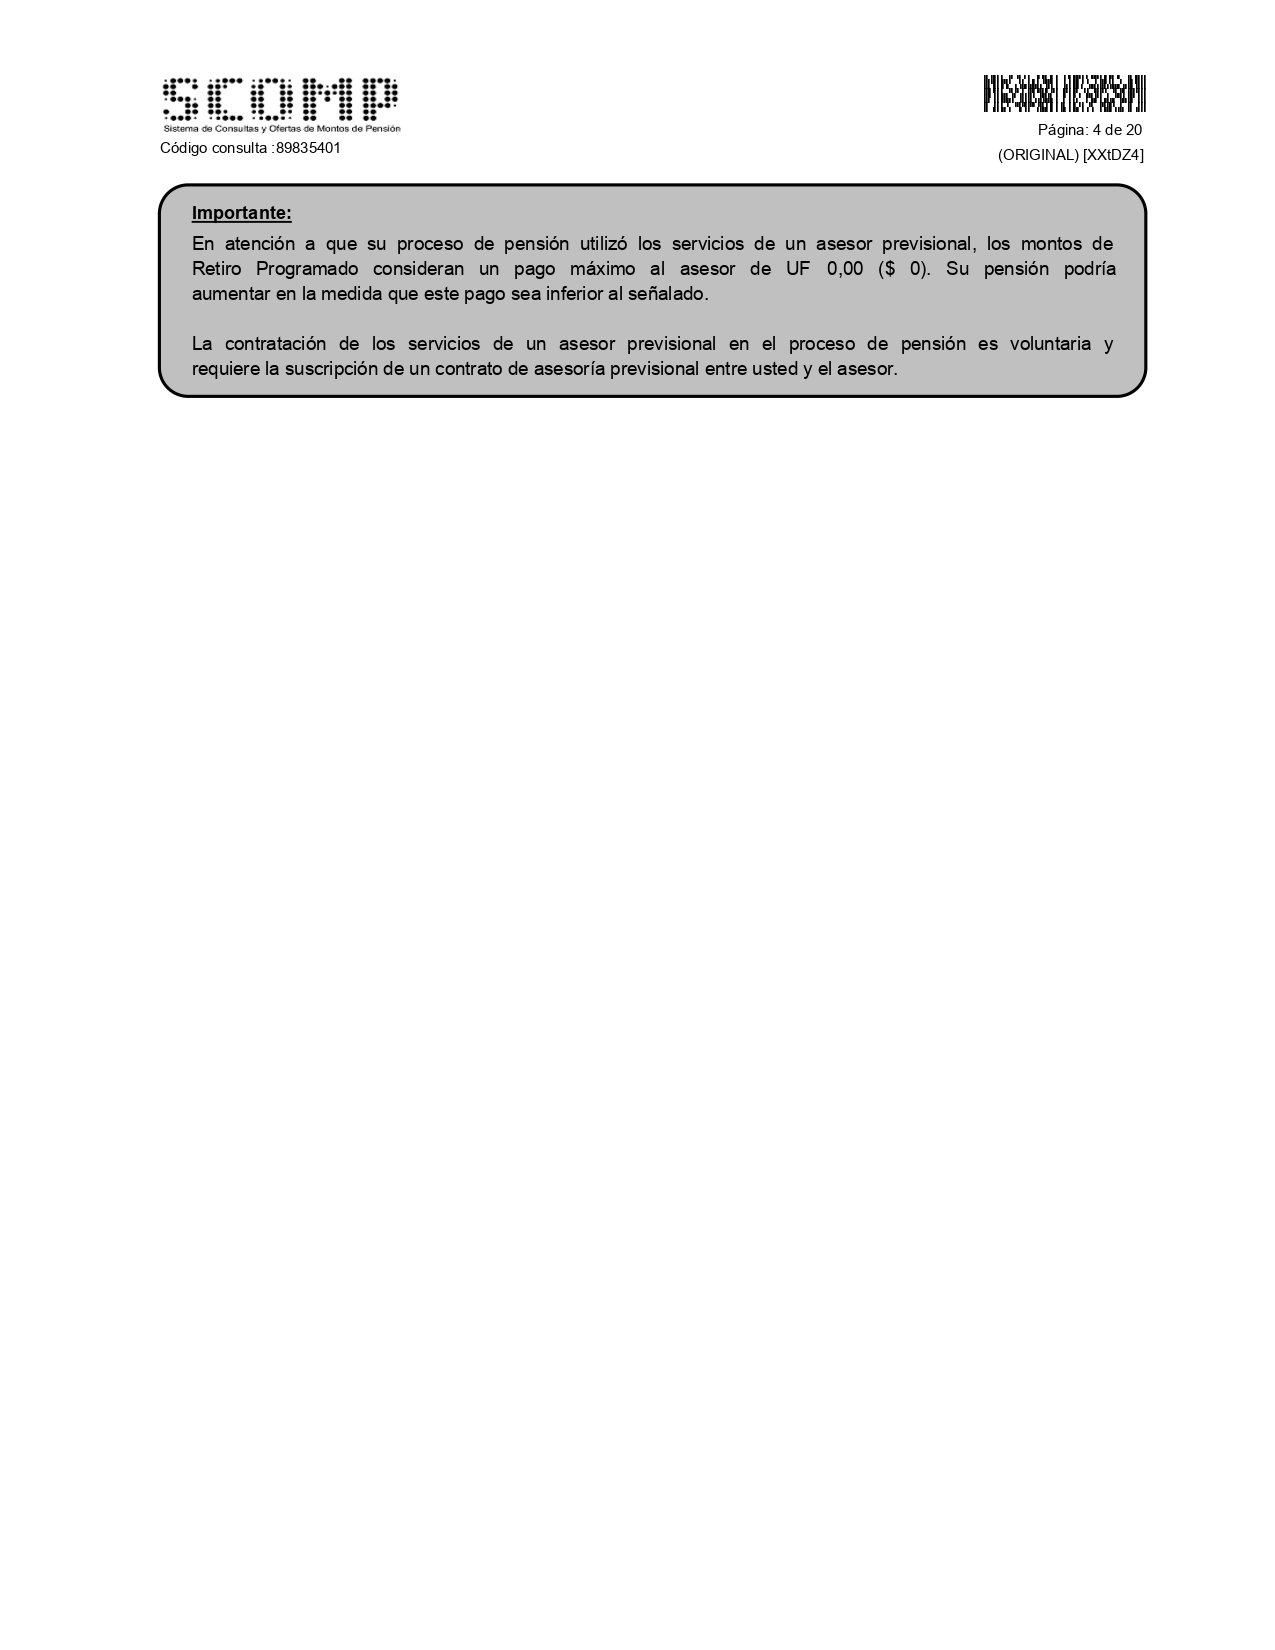 SCOMP
Sistema de Consultas y Ofertas de Montos de Pensión
Código consulta :89835401
Página: 4 de 20
(ORIGINAL) [XXtDZ4]
Importante:
En atención a que su proceso de pensión utilizó los servicios de un asesor previsional, los montos de
Retiro Programado consideran un pago máximo al asesor de UF 0,00 ($ 0). Su pensión podría
aumentar en la medida que este pago sea inferior al señalado.
La contratación de los servicios de un asesor previsional en el proceso de pensión es voluntaria y
requiere la suscripción de un contrato de asesoría previsional entre usted y el asesor.